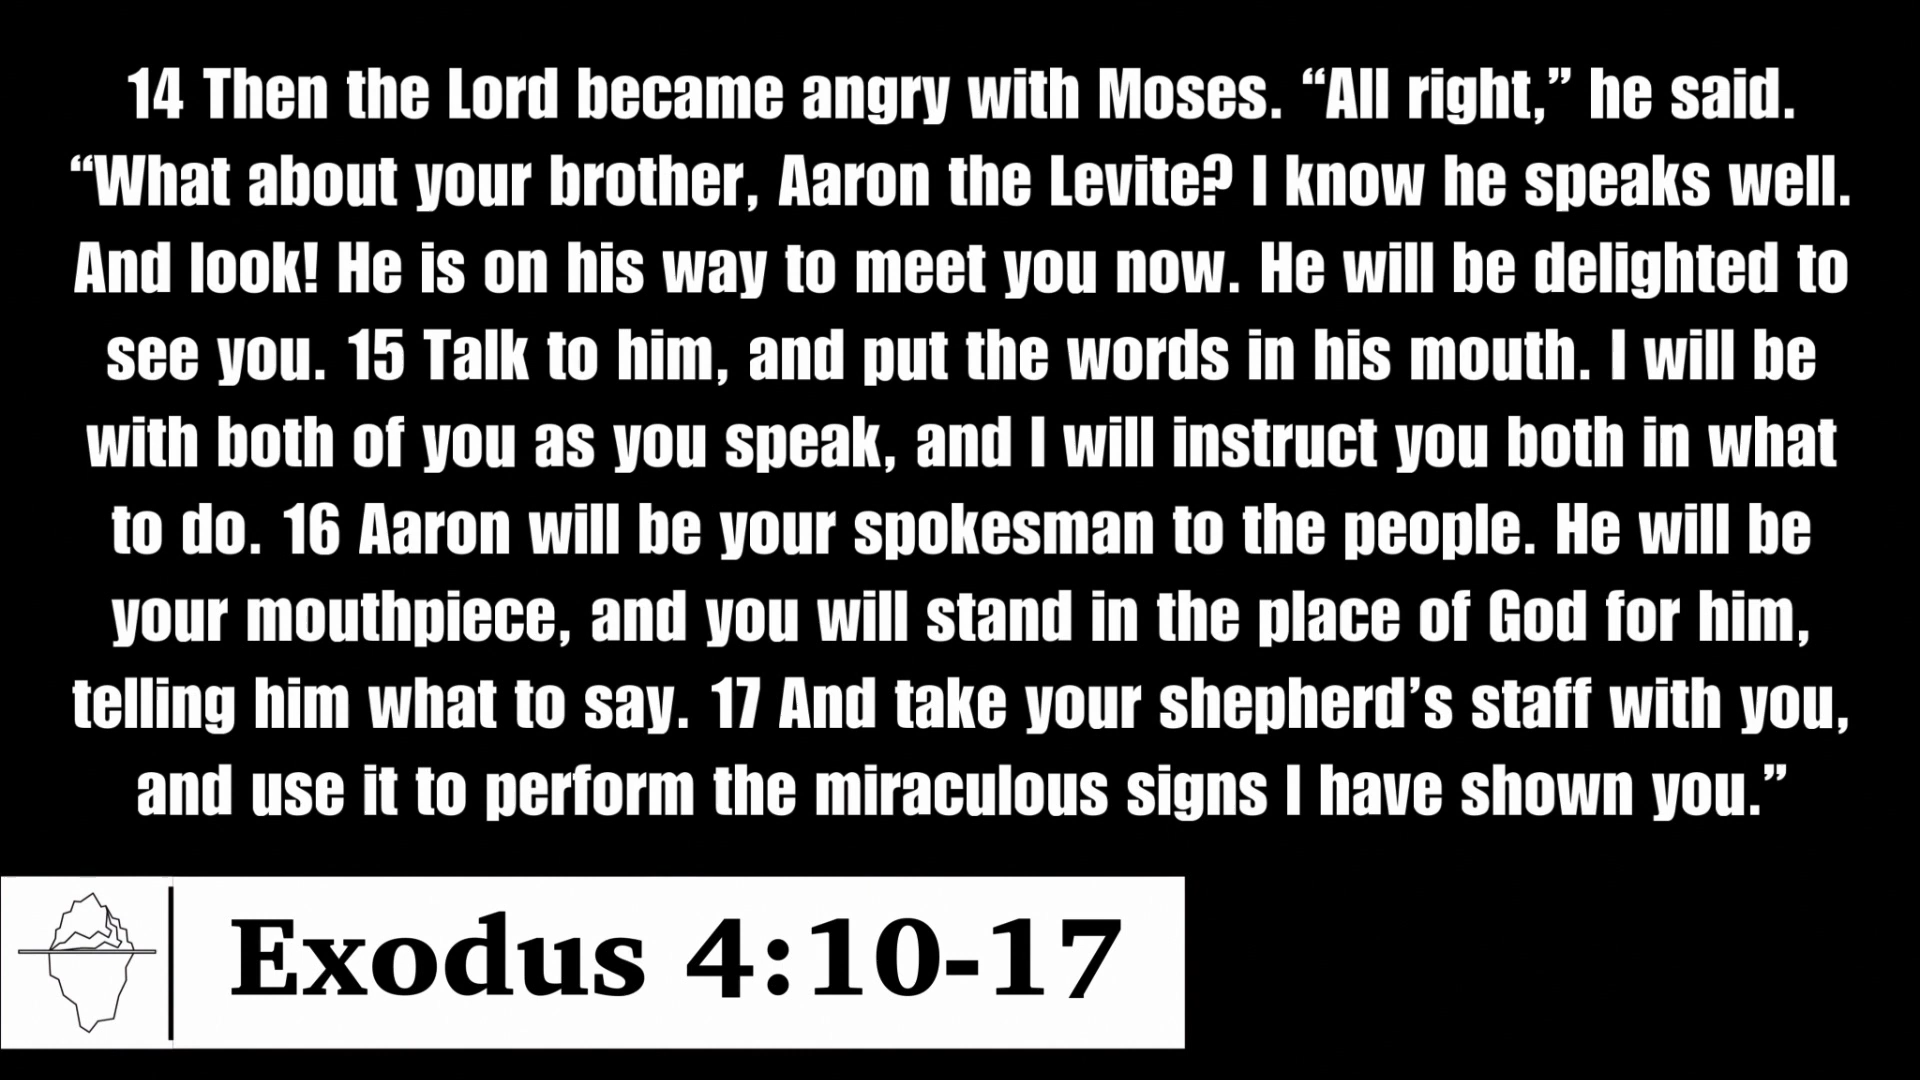 14 Then the Lord became angry with Moses. “All right,” he said.
“What about your brother, Aaron the Levite? I know he speaks well.
And look! He is on his way to meet you now. He will be delighted to
see you. 15 Talk to him, and put the words in his mouth. I will be
with both of you as you speak, and I will instruct you both in what
to do. 16 Aaron will be your spokesman to the people. He will be
your mouthpiece, and you will stand in the place of God for him,
telling him what to say. 17 And take your shepherd’s staff with you,
and use it to perform the miraculous signs I have shown you.”
Exodus 4:10-17